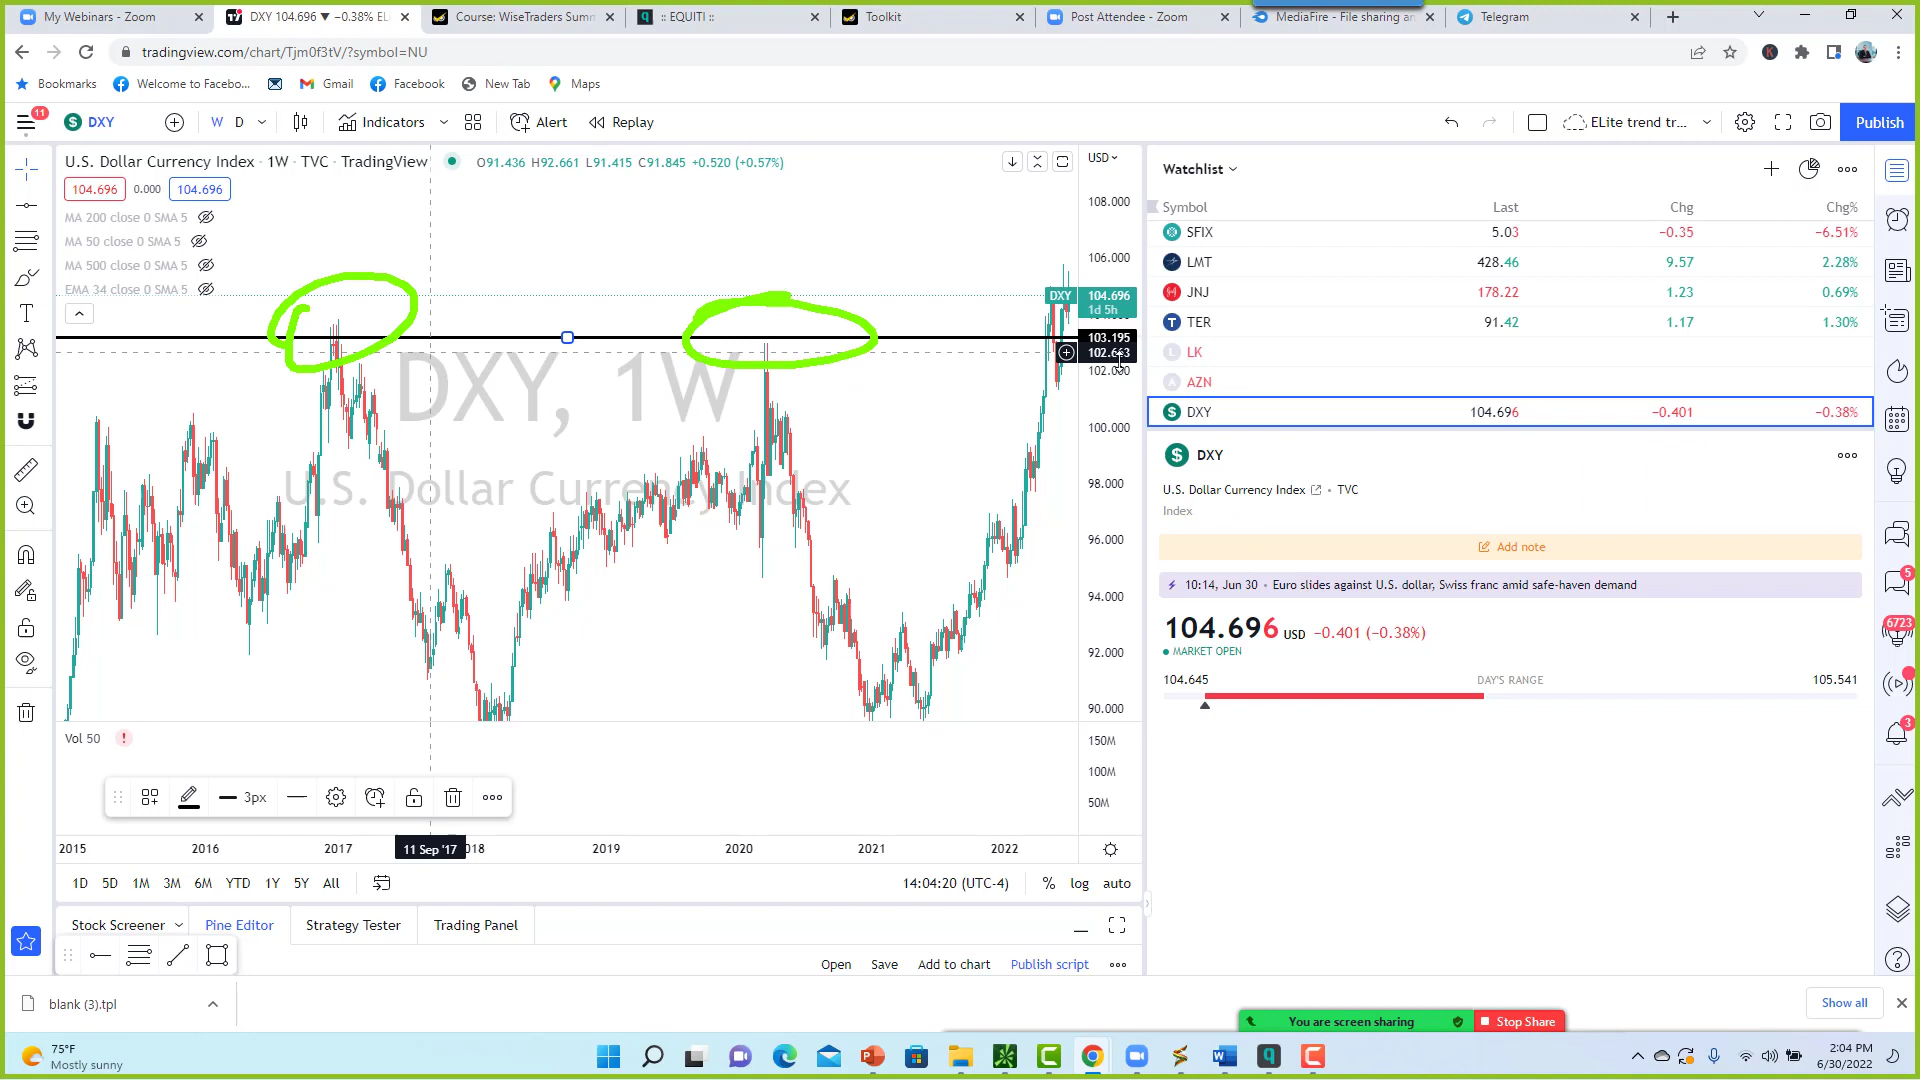 My Webinars - Zoom
DXY 104.696 ▼ −0.38% EL
Course: WiseTraders Summ
:: EQUITI ::
Toolkit
Post Attendee - Zoom
MediaFire - File sharing an
Telegram
tradingview.com/chart/Tjm0f3tV/?symbol=NU
Bookmarks
Welcome to Facebo...
Gmail
Facebook
New Tab
Maps
11
DXY
W D
Indicators
Alert
Replay
ELite trend tr...
Publish
U.S. Dollar Currency Index · 1W · TVC · TradingView
O91.436 H92.661 L91.415 C91.845 +0.520 (+0.57%)
USD
104.696 0.000 104.696
MA 200 close 0 SMA 5
MA 50 close 0 SMA 5
MA 500 close 0 SMA 5
EMA 34 close 0 SMA 5
DXY, 1W
U.S. Dollar Currency Index
108.000
106.000
DXY 104.696
1d 5h
103.195
102.663
102.000
100.000
98.000
96.000
94.000
92.000
90.000
Vol 50
150M
100M
50M
3px
2015 2016 2017 11 Sep '17 2018 2019 2020 2021 2022
1D 5D 1M 3M 6M YTD 1Y 5Y All
14:04:20 (UTC-4) % log auto
Stock Screener
Pine Editor
Strategy Tester
Trading Panel
Open Save Add to chart Publish script
Watchlist
Symbol Last Chg Chg%
SFIX 5.03 −0.35 −6.51%
LMT 428.46 9.57 2.28%
JNJ 178.22 1.23 0.69%
TER 91.42 1.17 1.30%
LK
AZN
DXY 104.696 −0.401 −0.38%
DXY
U.S. Dollar Currency Index • TVC
Index
Add note
10:14, Jun 30 • Euro slides against U.S. dollar, Swiss franc amid safe-haven demand
104.696 USD −0.401 (−0.38%)
MARKET OPEN
104.645 DAY'S RANGE 105.541
5
6723
3
blank (3).tpl
Show all
You are screen sharing
Stop Share
75°F
Mostly sunny
2:04 PM
6/30/2022